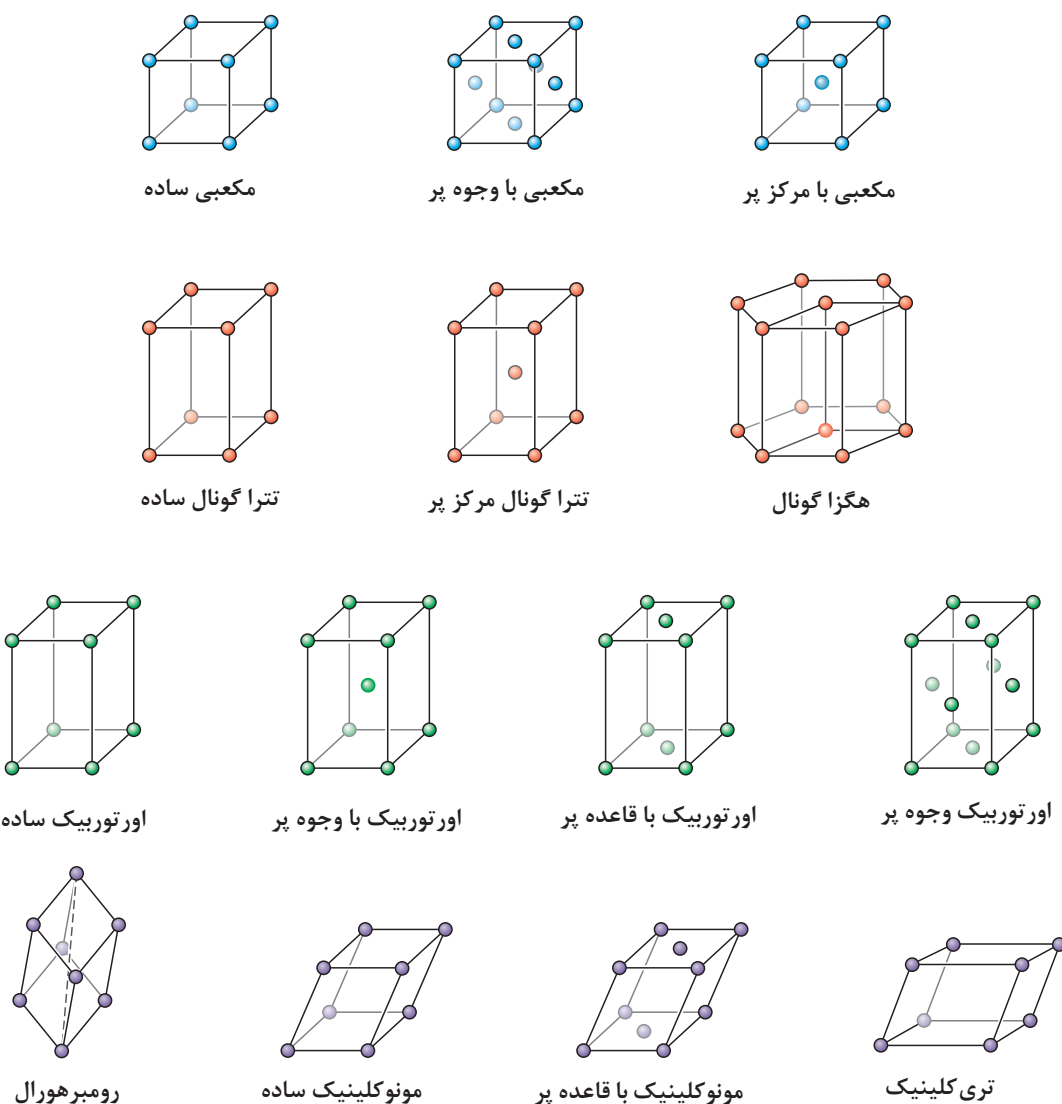 مکعبی با مرکز پر
مکعبی با وجوه پر
مکعبی ساده
هگزا گونال
تترا گونال مرکز پر
تترا گونال ساده
اورتوربیک وجوه پر
اورتوربیک با قاعده پر
اورتوربیک با وجوه پر
اورتوربیک ساده
تری کلینیک
مونوکلینیک با قاعده پر
مونوکلینیک ساده
رومبرهورال